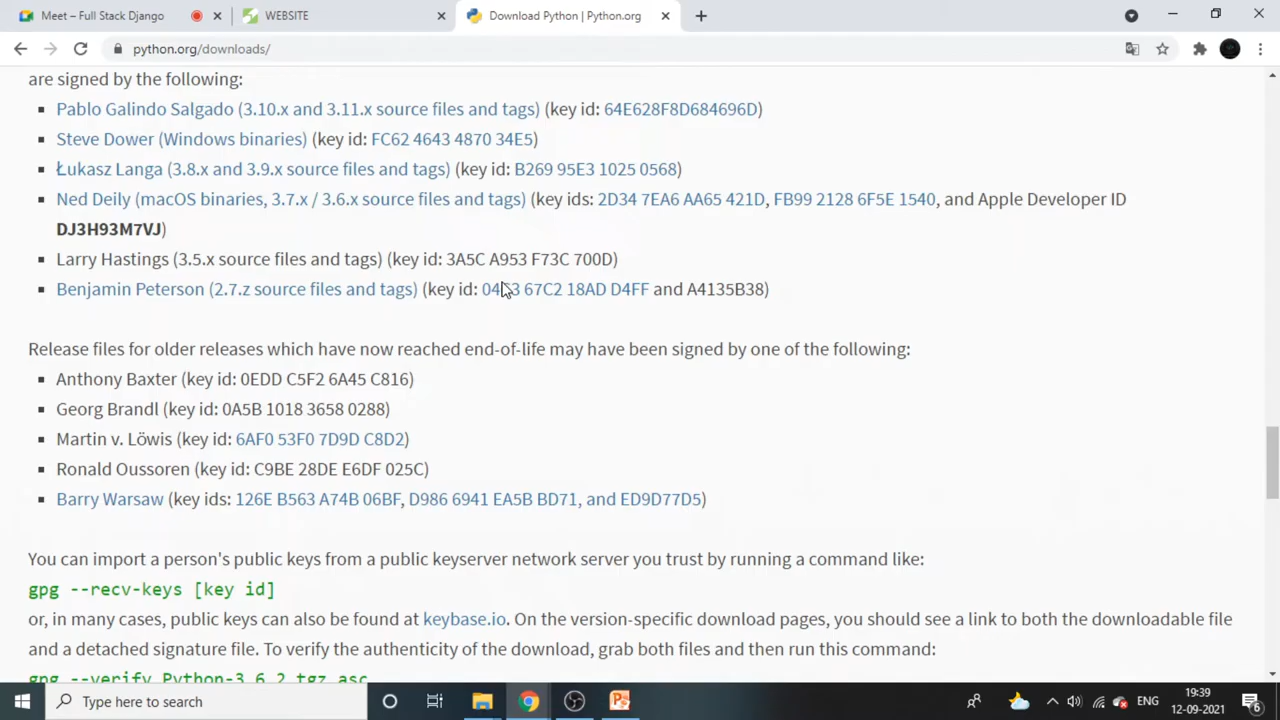 Meet – Full Stack Django
WEBSITE
Download Python | Python.org
python.org/downloads/
are signed by the following:
Pablo Galindo Salgado (3.10.x and 3.11.x source files and tags) (key id: 64E628F8D684696D)
Steve Dower (Windows binaries) (key id: FC62 4643 4870 34E5)
Łukasz Langa (3.8.x and 3.9.x source files and tags) (key id: B269 95E3 1025 0568)
Ned Deily (macOS binaries, 3.7.x / 3.6.x source files and tags) (key ids: 2D34 7EA6 AA65 421D, FB99 2128 6F5E 1540, and Apple Developer ID
DJ3H93M7VJ)
Larry Hastings (3.5.x source files and tags) (key id: 3A5C A953 F73C 700D)
Benjamin Peterson (2.7.z source files and tags) (key id: 67C2 18AD D4FF and A4135B38)
Release files for older releases which have now reached end-of-life may have been signed by one of the following:
Anthony Baxter (key id: 0EDD C5F2 6A45 C816)
Georg Brandl (key id: 0A5B 1018 3658 0288)
Martin v. Löwis (key id: 6AF0 53F0 7D9D C8D2)
Ronald Oussoren (key id: C9BE 28DE E6DF 025C)
Barry Warsaw (key ids: 126E B563 A74B 06BF, D986 6941 EA5B BD71, and ED9D77D5)
You can import a person's public keys from a public keyserver network server you trust by running a command like:
gpg --recv-keys [key id]
or, in many cases, public keys can also be found at keybase.io. On the version-specific download pages, you should see a link to both the downloadable file
and a detached signature file. To verify the authenticity of the download, grab both files and then run this command:
gpg --verify Python-3.6.2.tgz.asc
Type here to search
ENG
19:39
12-09-2021
6